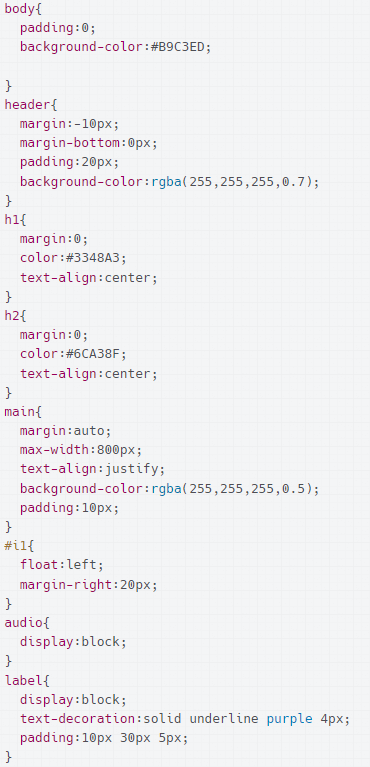 body{
  padding:0;
  background-color:#B9C3ED;

}
header{
  margin:-10px;
  margin-bottom:0px;
  padding:20px;
  background-color:rgba(255,255,255,0.7);
}
h1{
  margin:0;
  color:#3348A3;
  text-align:center;
}
h2{
  margin:0;
  color:#6CA38F;
  text-align:center;
}
main{
  margin:auto;
  max-width:800px;
  text-align:justify;
  background-color:rgba(255,255,255,0.5);
  padding:10px;
}
#i1{
  float:left;
  margin-right:20px;
}
audio{
  display:block;
}
label{
  display:block;
  text-decoration:solid underline purple 4px;
  padding:10px 30px 5px;
}